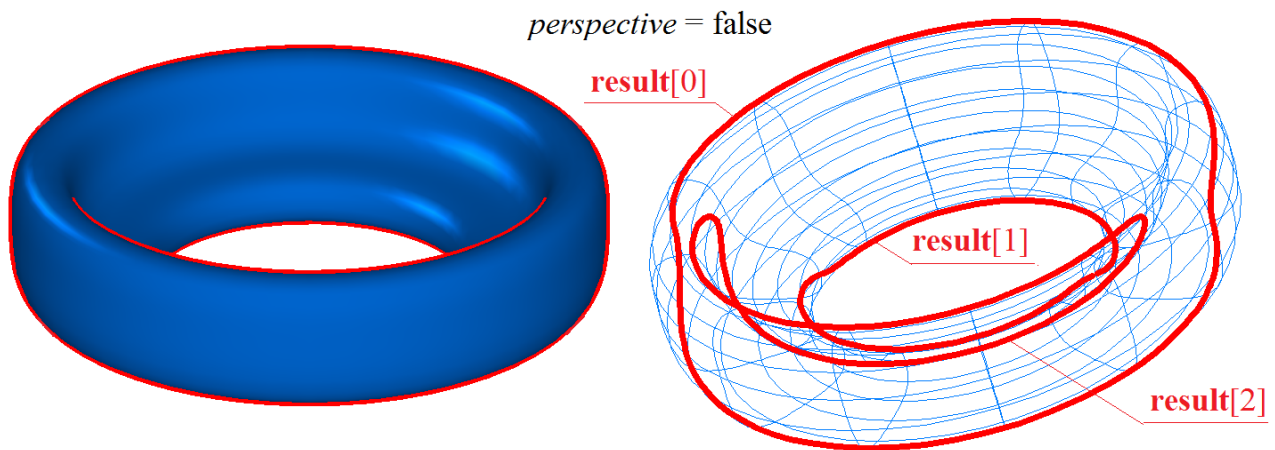 perspective = false
result[0]
result[1]
result[2]